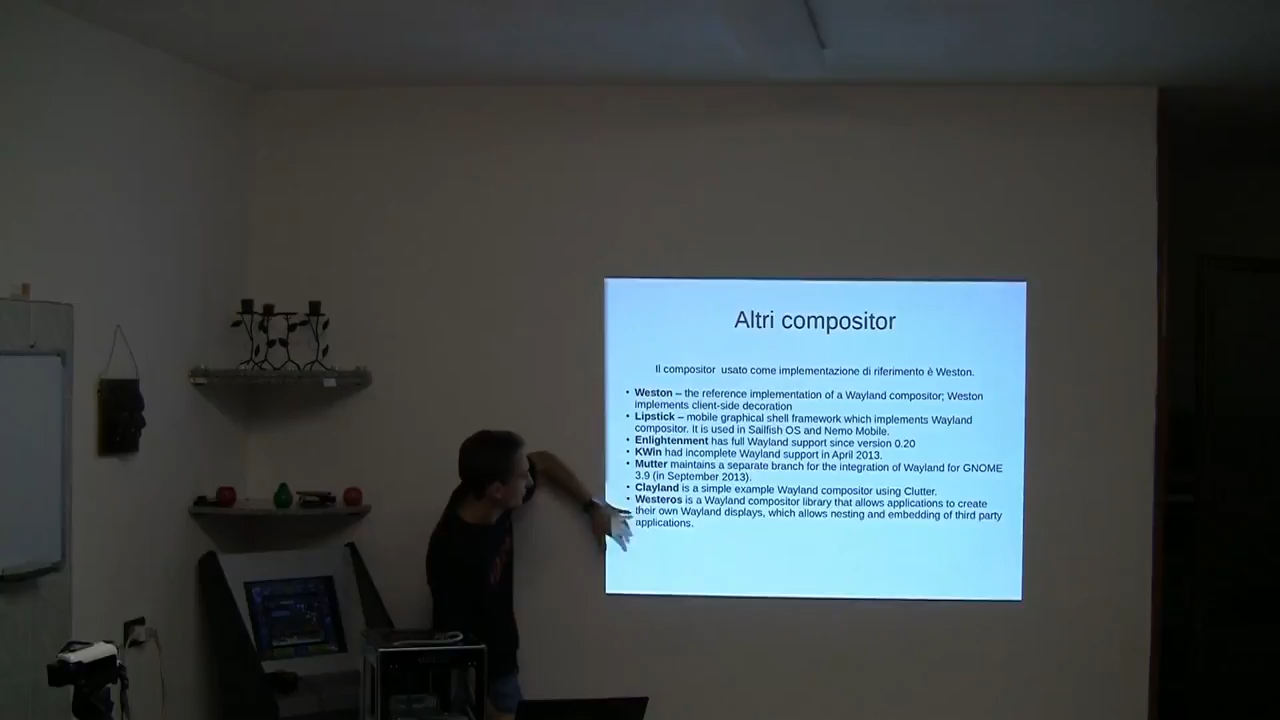 Altri compositor
Il compositor usato come implementazione di riferimento è Weston.
• Weston – the reference implementation of a Wayland compositor; Weston
implements client-side decoration
• Lipstick – mobile graphical shell framework which implements Wayland
compositor. It is used in Sailfish OS and Nemo Mobile.
• Enlightenment has full Wayland support since version 0.20
• KWin had incomplete Wayland support in April 2013.
• Mutter maintains a separate branch for the integration of Wayland for GNOME
3.9 (in September 2013).
• Clayland is a simple example Wayland compositor using Clutter.
• Westeros is a Wayland compositor library that allows applications to create
their own Wayland displays, which allows nesting and embedding of third party
applications.